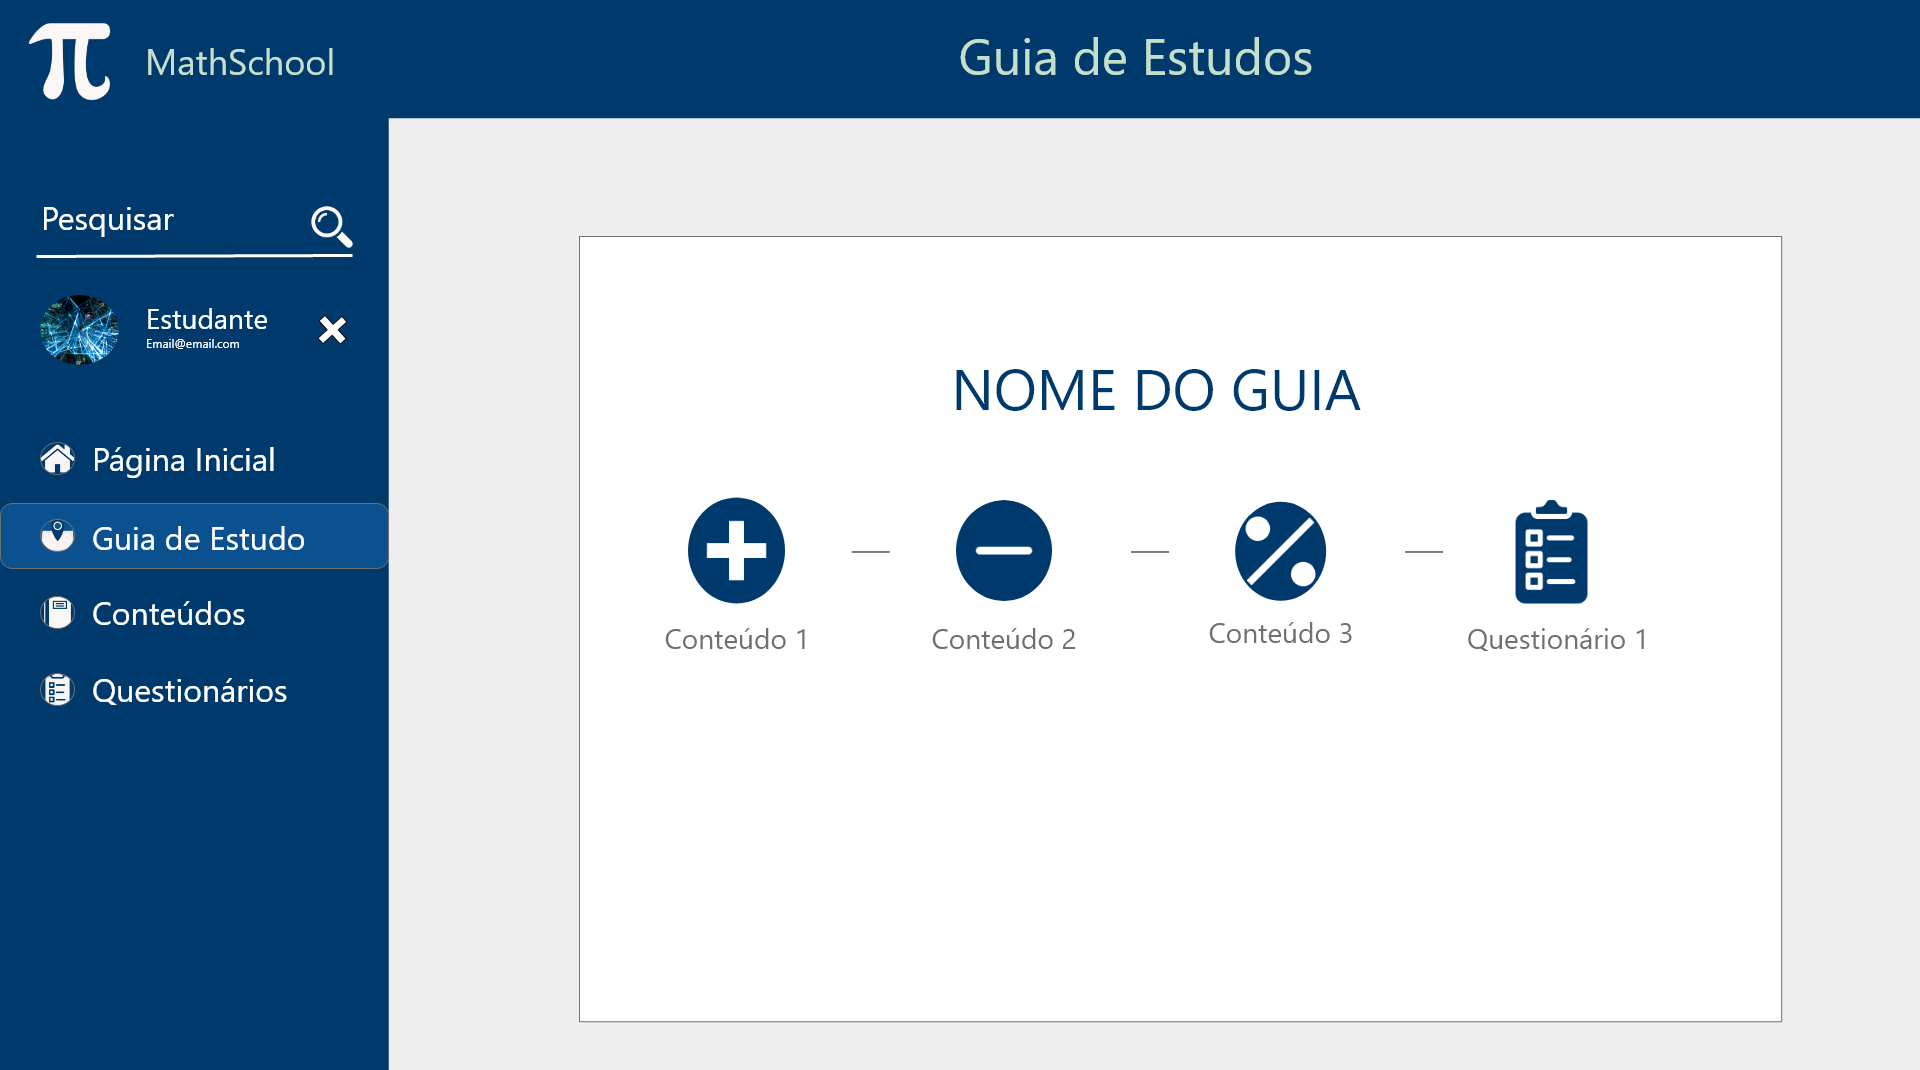 MathSchool
Guia de Estudos
Pesquisar
Estudante
Email@email.com
Página Inicial
Guia de Estudo
Conteúdos
Questionários
NOME DO GUIA
Conteúdo 1
Conteúdo 2
Conteúdo 3
Questionário 1